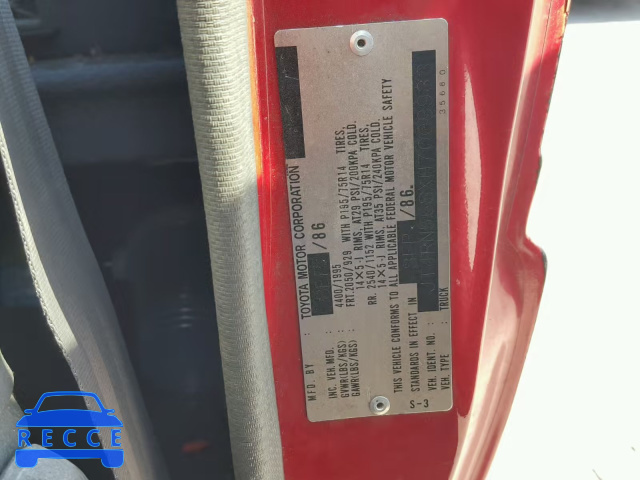 MFD. BY : TOYOTA MOTOR CORPORATION
/86
INC. VEH. MFD. :
GVWR(LBS/KGS) : 4400/1995
GAWR(LBS/KGS) : FRT. 2050/929 WITH P195/75R14 TIRES,
14×5-J RIMS, AT29 PSI/200KPA COLD.
RR. 2540/1152 WITH P195/75R14 TIRES,
14×5-J RIMS, AT35 PSI/240KPA COLD.
THIS VEHICLE CONFORMS TO ALL APPLICABLE FEDERAL MOTOR VEHICLE SAFETY
STANDARDS IN EFFECT IN /86.
VEH. IDENT. NO. :
VEH. TYPE : TRUCK 35680
S-3
RECCE